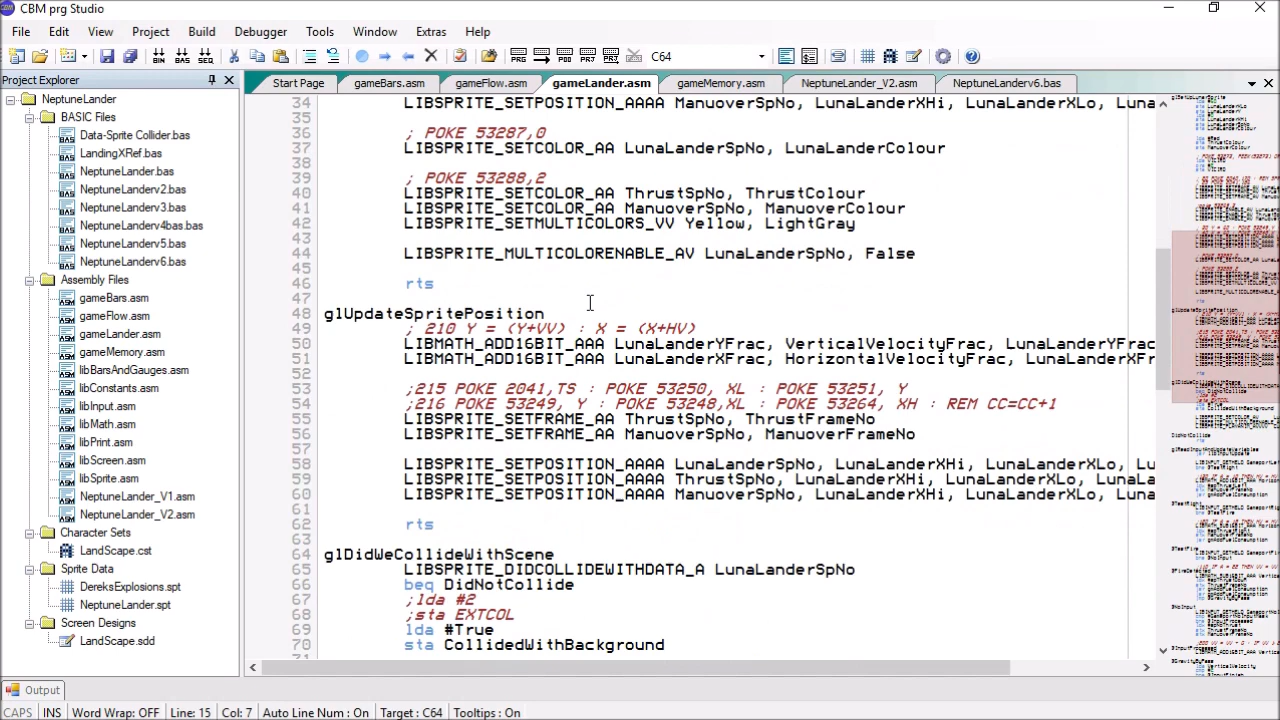 CBM prg Studio
File Edit View Project Build Debugger Tools Window Extras Help
C64
Project Explorer
Start Page gameBars.asm gameFlow.asm gameLander.asm gameMemory.asm NeptuneLander_V2.asm NeptuneLanderv6.bas
NeptuneLander
BASIC Files
Data-Sprite Collider.bas
LandingXRef.bas
NeptuneLander.bas
NeptuneLanderv2.bas
NeptuneLanderv3.bas
NeptuneLanderv4bas.bas
NeptuneLanderv5.bas
NeptuneLanderv6.bas
Assembly Files
gameBars.asm
gameFlow.asm
gameLander.asm
gameMemory.asm
libBarsAndGauges.asm
libConstants.asm
libInput.asm
libMath.asm
libPrint.asm
libScreen.asm
libSprite.asm
NeptuneLander_V1.asm
NeptuneLander_V2.asm
Character Sets
LandScape.cst
Sprite Data
DereksExplosions.spt
NeptuneLander.spt
Screen Designs
LandScape.sdd
34 LIBSPRITE_SETPOSITION_AAAA ManuoverSpNo, LunaLanderXHi, LunaLanderXLo, Luna
35
36 ; POKE 53287,0
37 LIBSPRITE_SETCOLOR_AA LunaLanderSpNo, LunaLanderColour
38
39 ; POKE 53288,2
40 LIBSPRITE_SETCOLOR_AA ThrustSpNo, ThrustColour
41 LIBSPRITE_SETCOLOR_AA ManuoverSpNo, ManuoverColour
42 LIBSPRITE_SETMULTICOLORS_VV Yellow, LightGray
43
44 LIBSPRITE_MULTICOLORENABLE_AV LunaLanderSpNo, False
45
46 rts
47
48 glUpdateSpritePosition
49 ; 210 Y = (Y+VV) : X = (X+HV)
50 LIBMATH_ADD16BIT_AAA LunaLanderYFrac, VerticalVelocityFrac, LunaLanderYFrac
51 LIBMATH_ADD16BIT_AAA LunaLanderXFrac, HorizontalVelocityFrac, LunaLanderXFr
52
53 ;215 POKE 2041,TS : POKE 53250, XL : POKE 53251, Y
54 ;216 POKE 53249, Y : POKE 53248,XL : POKE 53264, XH : REM CC=CC+1
55 LIBSPRITE_SETFRAME_AA ThrustSpNo, ThrustFrameNo
56 LIBSPRITE_SETFRAME_AA ManuoverSpNo, ManuoverFrameNo
57
58 LIBSPRITE_SETPOSITION_AAAA LunaLanderSpNo, LunaLanderXHi, LunaLanderXLo, Lu
59 LIBSPRITE_SETPOSITION_AAAA ThrustSpNo, LunaLanderXHi, LunaLanderXLo, LunaLa
60 LIBSPRITE_SETPOSITION_AAAA ManuoverSpNo, LunaLanderXHi, LunaLanderXLo, Luna
61
62 rts
63
64 glDidWeCollideWithScene
65 LIBSPRITE_DIDCOLLIDEWITHDATA_A LunaLanderSpNo
66 beq DidNotCollide
67 ;lda #2
68 ;sta EXTCOL
69 lda #True
70 sta CollidedWithBackground
Output
CAPS INS Word Wrap: OFF Line: 15 Col: 7 Auto Line Num : On Target : C64 Tooltips : On